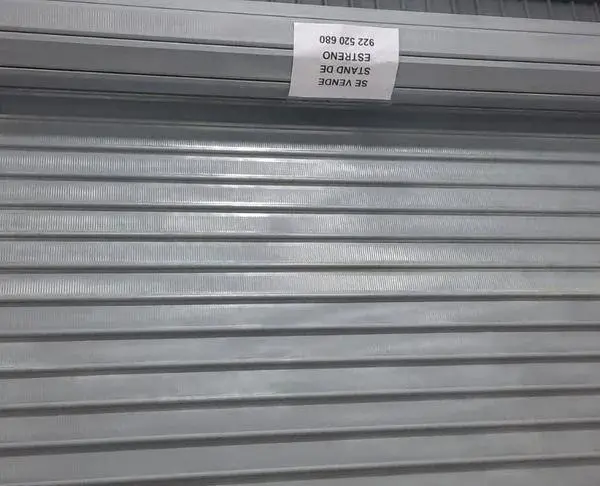 SE VENDE
STAND DE
ESTRENO
922 520 680